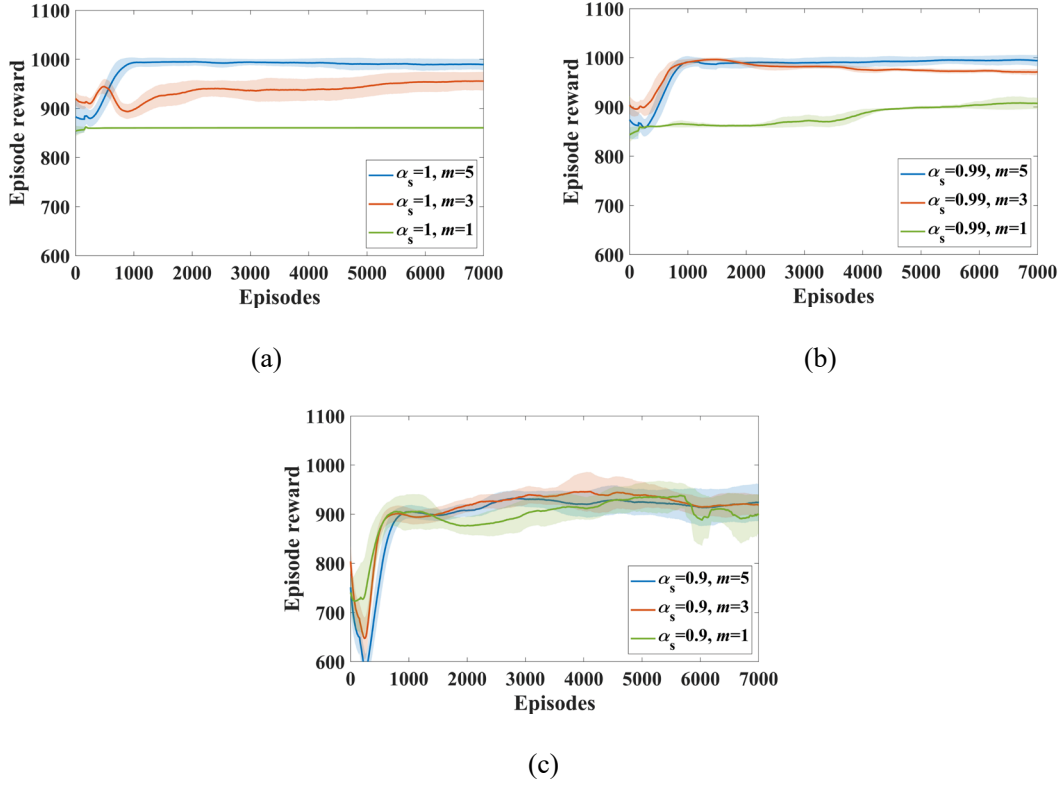 1100
1000
900
800
700
600
Episode reward
0 1000 2000 3000 4000 5000 6000 7000
Episodes
αs=1, m=5
αs=1, m=3
αs=1, m=1
(a)
1100
1000
900
800
700
600
Episode reward
0 1000 2000 3000 4000 5000 6000 7000
Episodes
αs=0.99, m=5
αs=0.99, m=3
αs=0.99, m=1
(b)
1100
1000
900
800
700
600
Episode reward
0 1000 2000 3000 4000 5000 6000 7000
Episodes
αs=0.9, m=5
αs=0.9, m=3
αs=0.9, m=1
(c)